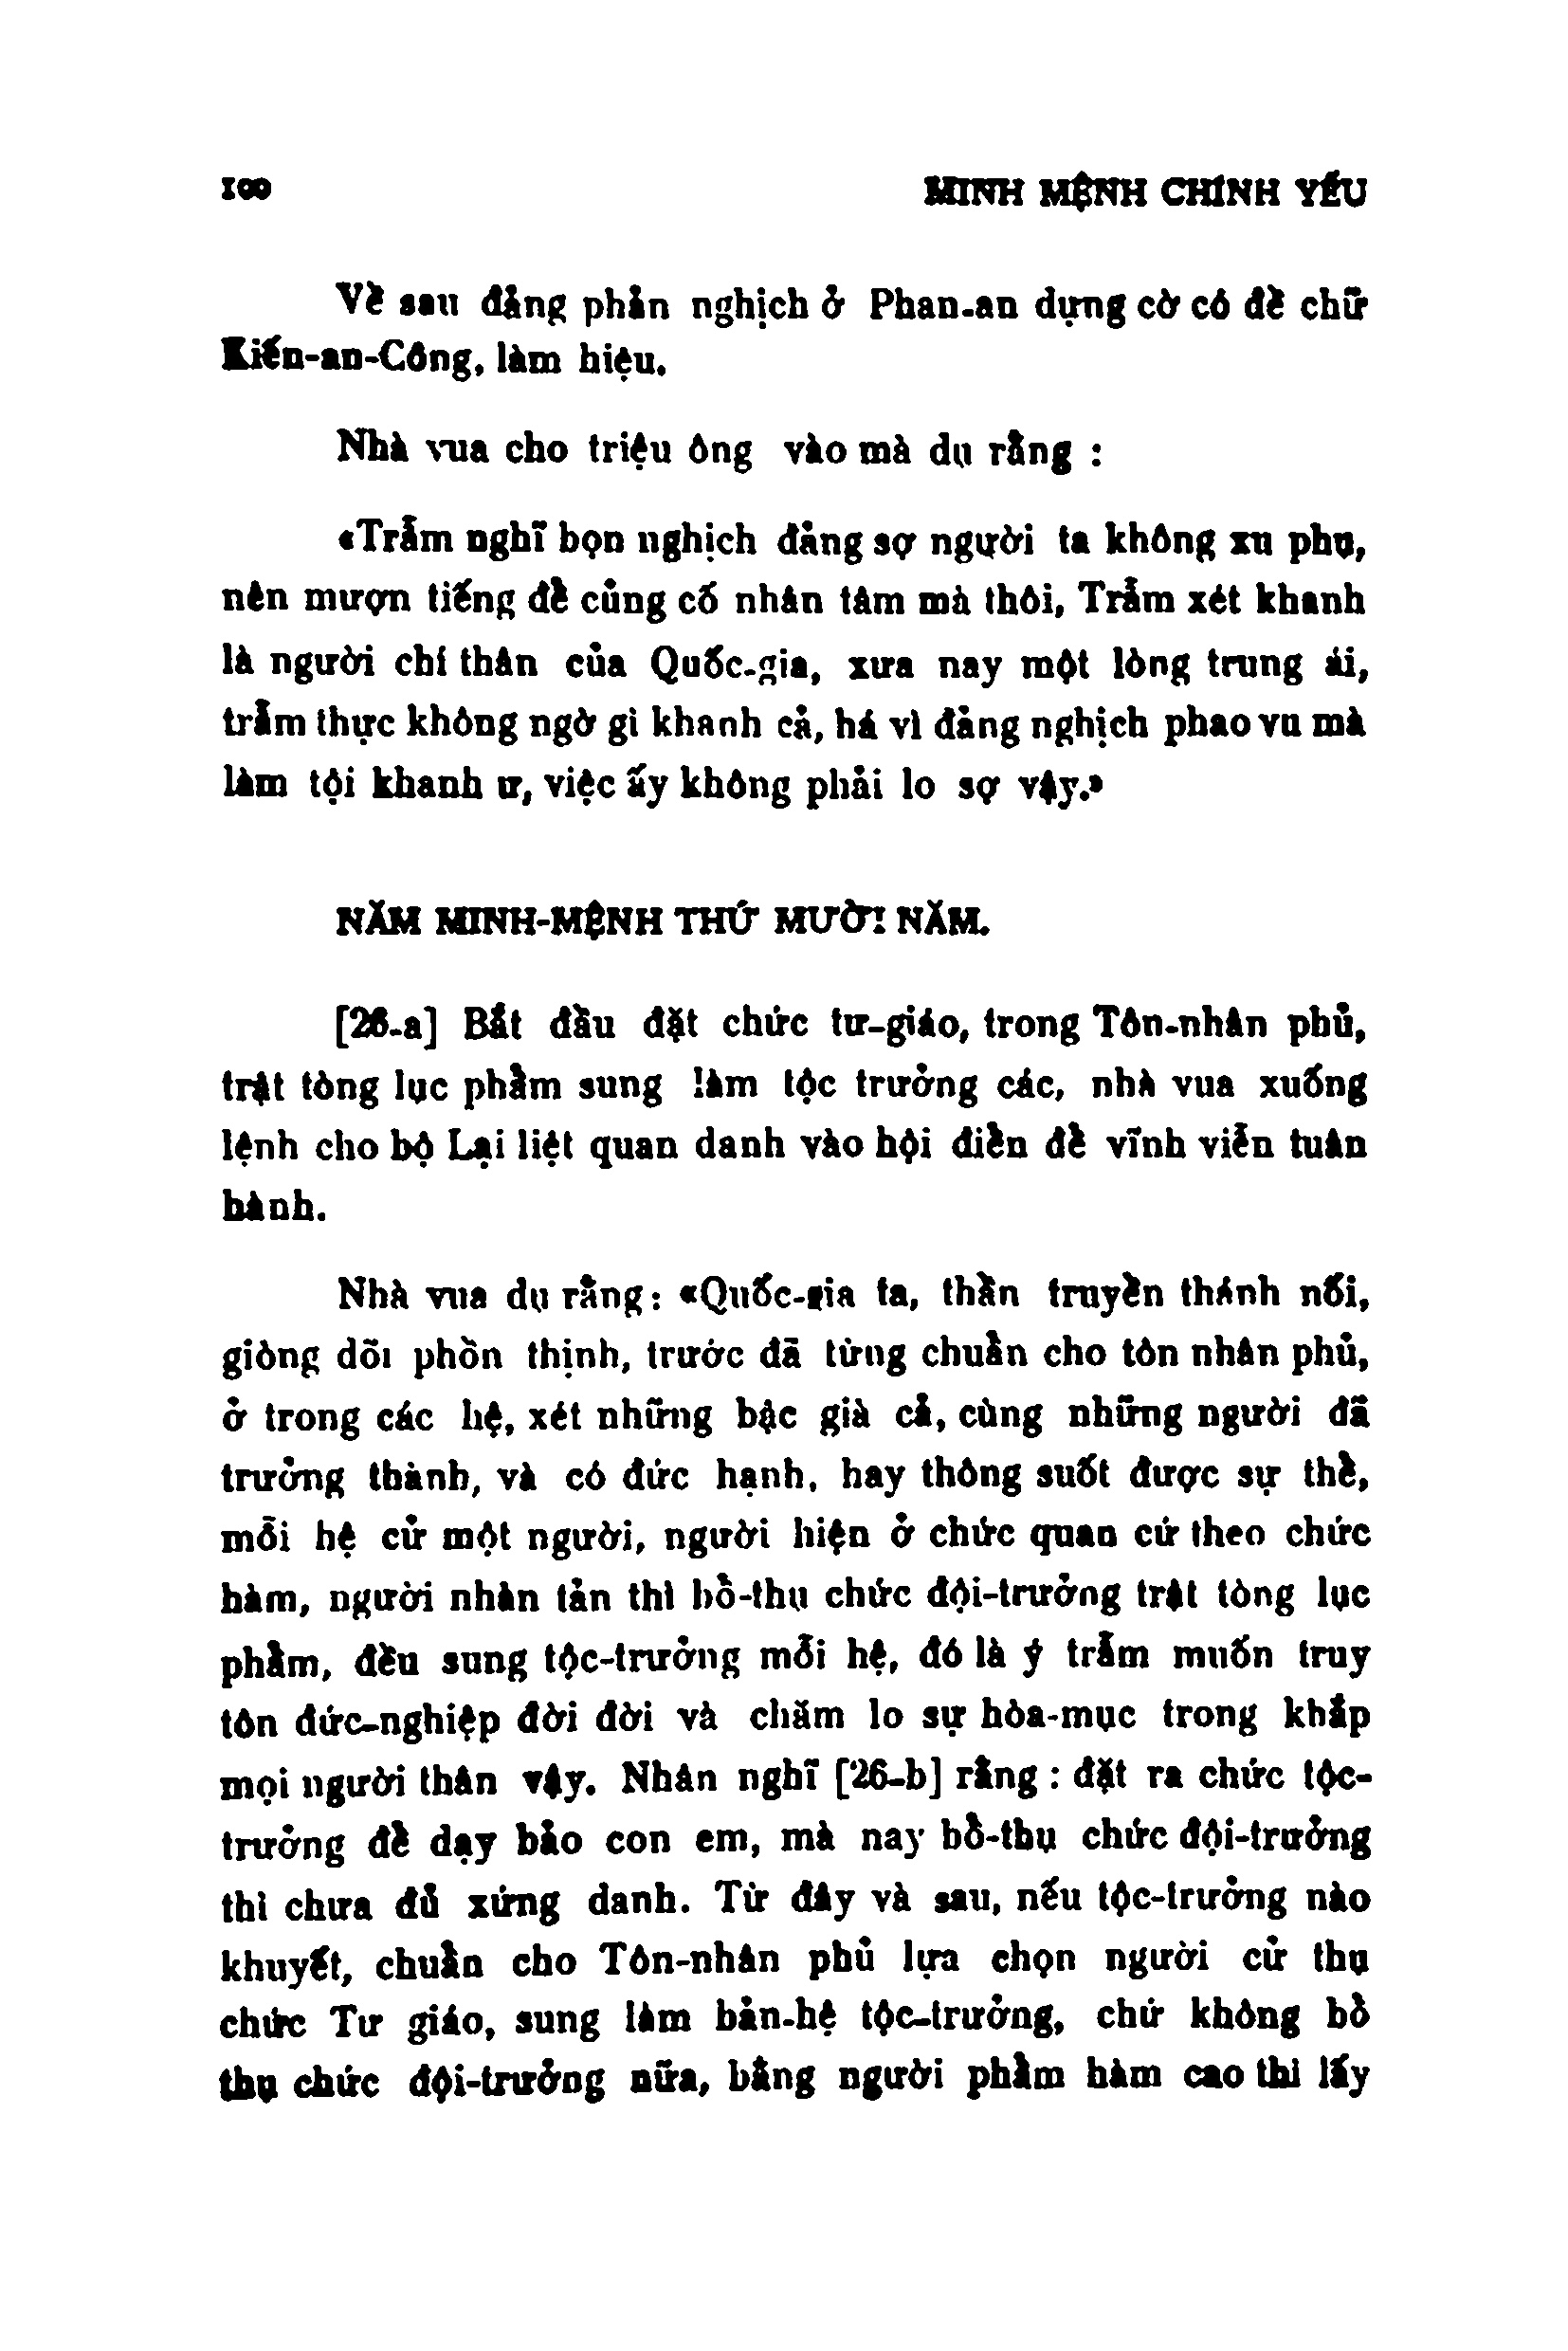 100
MINH MỆNH CHÍNH YẾU
Về sau đảng phản nghịch ở Phan-an dựng cờ có đề chữ
Kiến-an-Công, làm hiệu.
Nhà vua cho triệu ông vào mà dụ rằng :
«Trẫm nghĩ bọn nghịch đảng sợ người ta không xu phụ,
nên mượn tiếng để củng cố nhân tâm mà thôi, Trẫm xét khanh
là người chí thân của Quốc-gia, xưa nay một lòng trung ái,
trẫm thực không ngờ gì khanh cả, há vì đảng nghịch phao vu mà
làm tội khanh ư, việc ấy không phải lo sợ vậy.»
NĂM MINH-MỆNH THỨ MƯỜI NĂM.
[26-a] Bắt đầu đặt chức tư-giáo, trong Tôn-nhân phủ,
trật tòng lục phẩm sung làm tộc trưởng các, nhà vua xuống
lệnh cho bộ Lại liệt quan danh vào hội điển để vĩnh viễn tuân
hành.
Nhà vua dụ rằng: «Quốc-gia ta, thần truyền thánh nối,
giòng dõi phồn thịnh, trước đã từng chuẩn cho tôn nhân phủ,
ở trong các hệ, xét những bậc già cả, cùng những người đã
trưởng thành, và có đức hạnh, hay thông suốt được sự thể,
mỗi hệ cử một người, người hiện ở chức quan cứ theo chức
hàm, người nhàn tản thì bổ-thụ chức đội-trưởng trật tòng lục
phẩm, đều sung tộc-trưởng mỗi hệ, đó là ý trẫm muốn truy
tôn đức-nghiệp đời đời và chăm lo sự hòa-mục trong khắp
mọi người thân vậy. Nhân nghĩ [26-b] rằng : đặt ra chức tộc-
trưởng để dạy bảo con em, mà nay bổ-thụ chức đội-trưởng
thì chưa đủ xứng danh. Từ đây và sau, nếu tộc-trưởng nào
khuyết, chuẩn cho Tôn-nhân phủ lựa chọn người cử thụ
chức Tư giáo, sung làm bản-hệ tộc-trưởng, chứ không bổ
thụ chức đội-trưởng nữa, bằng người phẩm hàm cao thì lấy